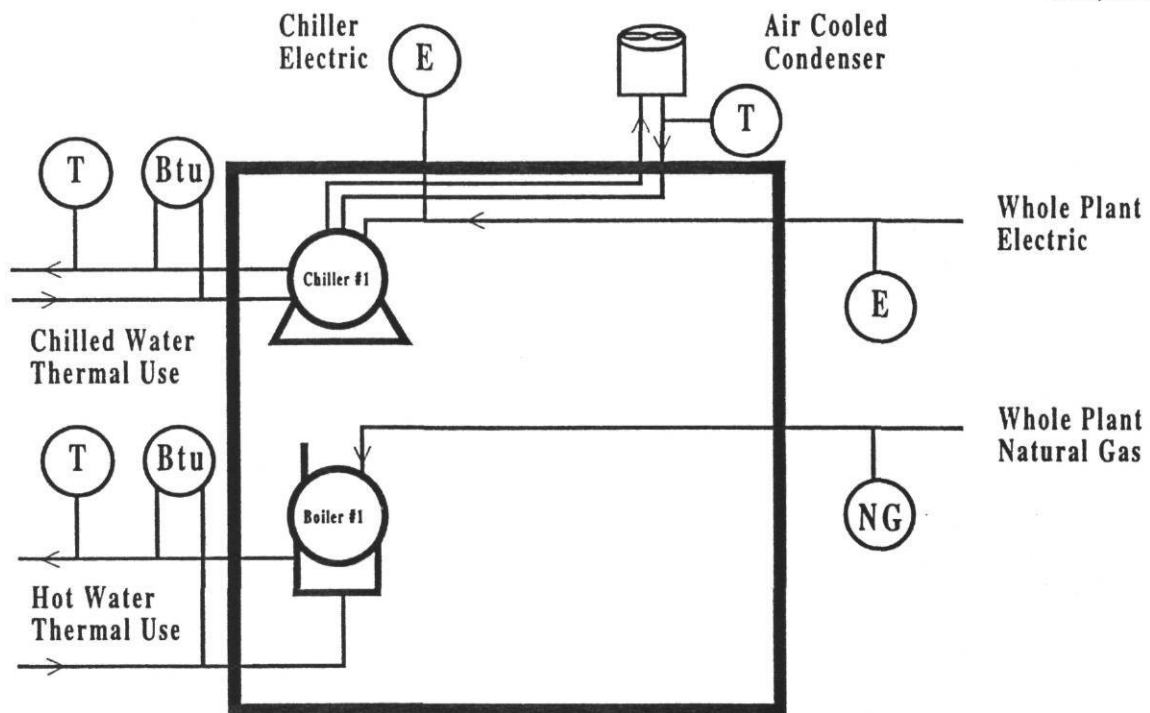 Chiller
Electric
E
Air Cooled
Condenser
T
T
Btu
Whole Plant
Electric
Chiller #1
E
Chilled Water
Thermal Use
Whole Plant
Natural Gas
T
Btu
NG
Boiler #1
Hot Water
Thermal Use